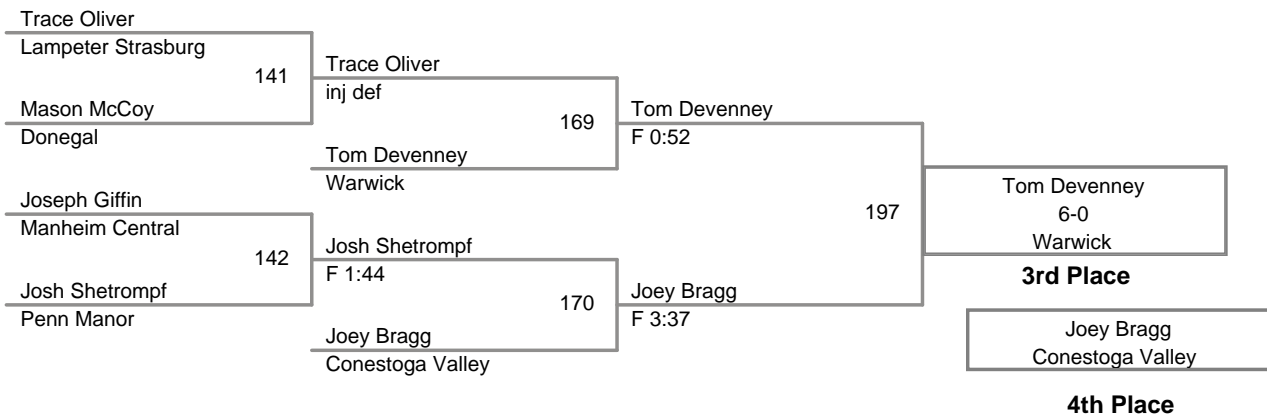 Trace Oliver
Lampeter Strasburg
141
Mason McCoy
Donegal
Trace Oliver
inj def
169
Tom Devenney
Warwick
Joseph Giffin
Manheim Central
142
Josh Shetrompf
Penn Manor
Josh Shetrompf
F 1:44
170
Joey Bragg
Conestoga Valley
Tom Devenney
F 0:52
197
Joey Bragg
F 3:37
Tom Devenney
6-0
Warwick
3rd Place
Joey Bragg
Conestoga Valley
4th Place